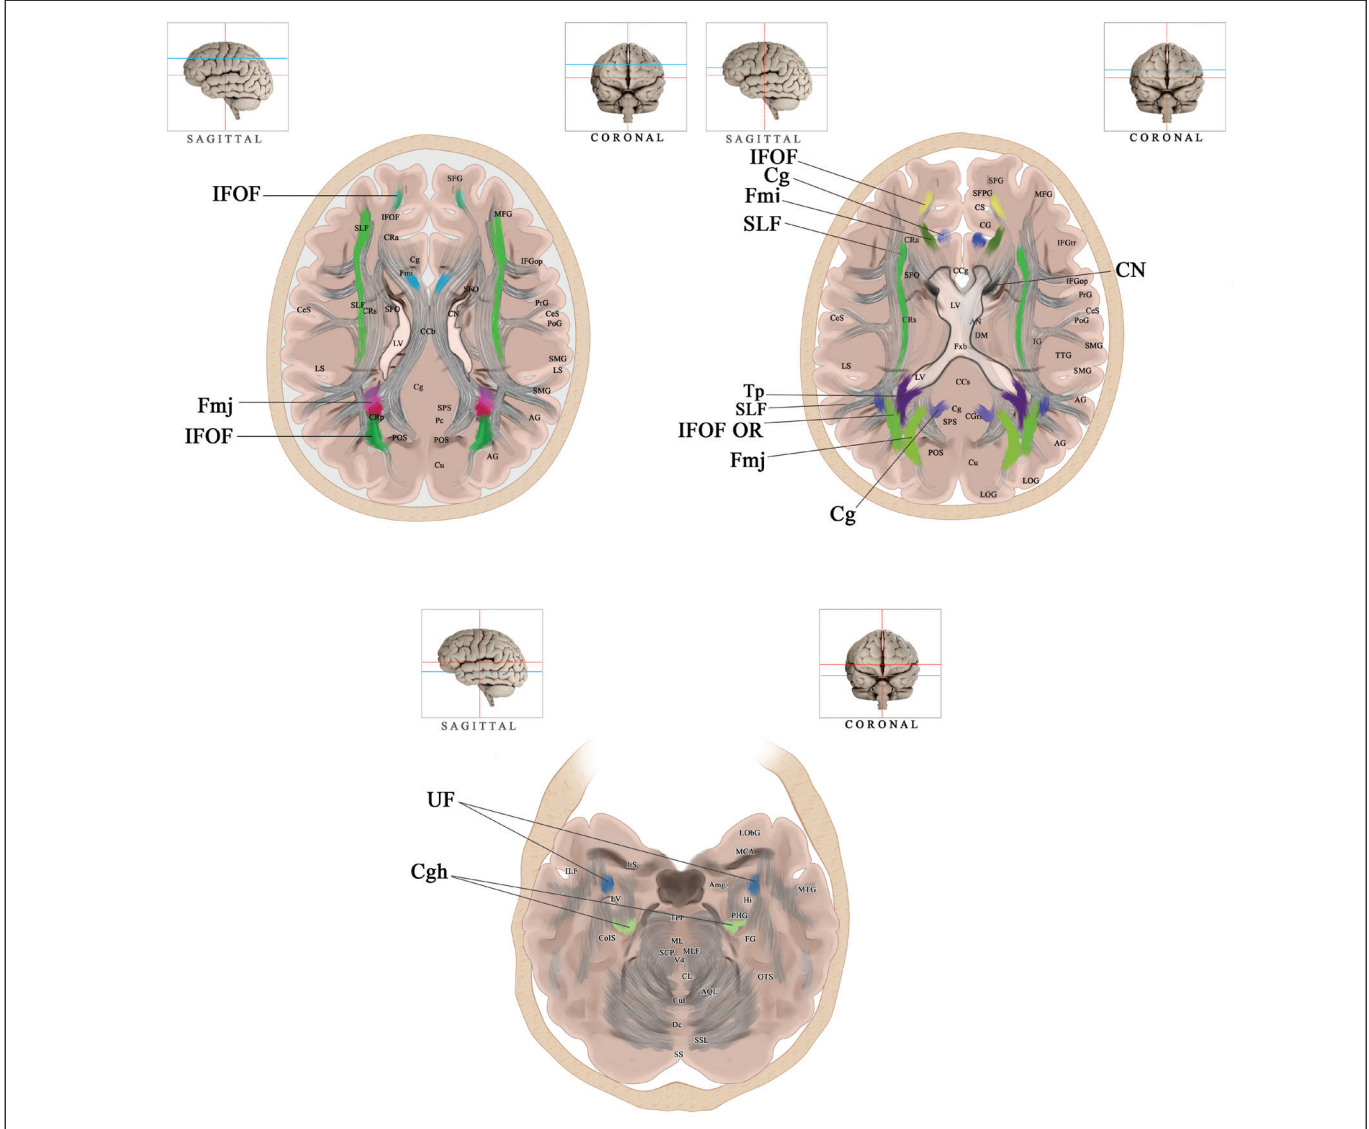 SAGITTAL
CORONAL
SAGITTAL
CORONAL
IFOF
SFG
IFOF
MFG
SLF
CRa
Cg
IFGop
Fmi
SFO
SLF
CRs
SFO
CN
PrG
CeS
CeS
PoG
CCb
LV
SMG
LS
LS
Cg
SMG
Fmj
SPS
CRp
Pc
AG
IFOF
POS
POS
AG
Cu
IFOF
Cg
Fmi
SLF
SFG
SFPG
MFG
CS
CG
CRa
IFGtr
CN
SFO
CCg
IFGop
PrG
LV
CeS
CeS
CRs
AN
PoG
DM
IG
Fxb
SMG
TTG
LS
SMG
LV
CCs
Tp
SLF
IFOF OR
Fmj
Cg
AG
Cg
CGrs
SPS
POS
AG
Cu
LOG
LOG
SAGITTAL
CORONAL
UF
Cgh
LObG
MCA
LS
ILF
Amg
MTG
LV
Hi
PHG
TPF
ColS
ML
FG
SCP
MLF
V4
CL
OTS
AQL
Cul
Dc
SSL
SS